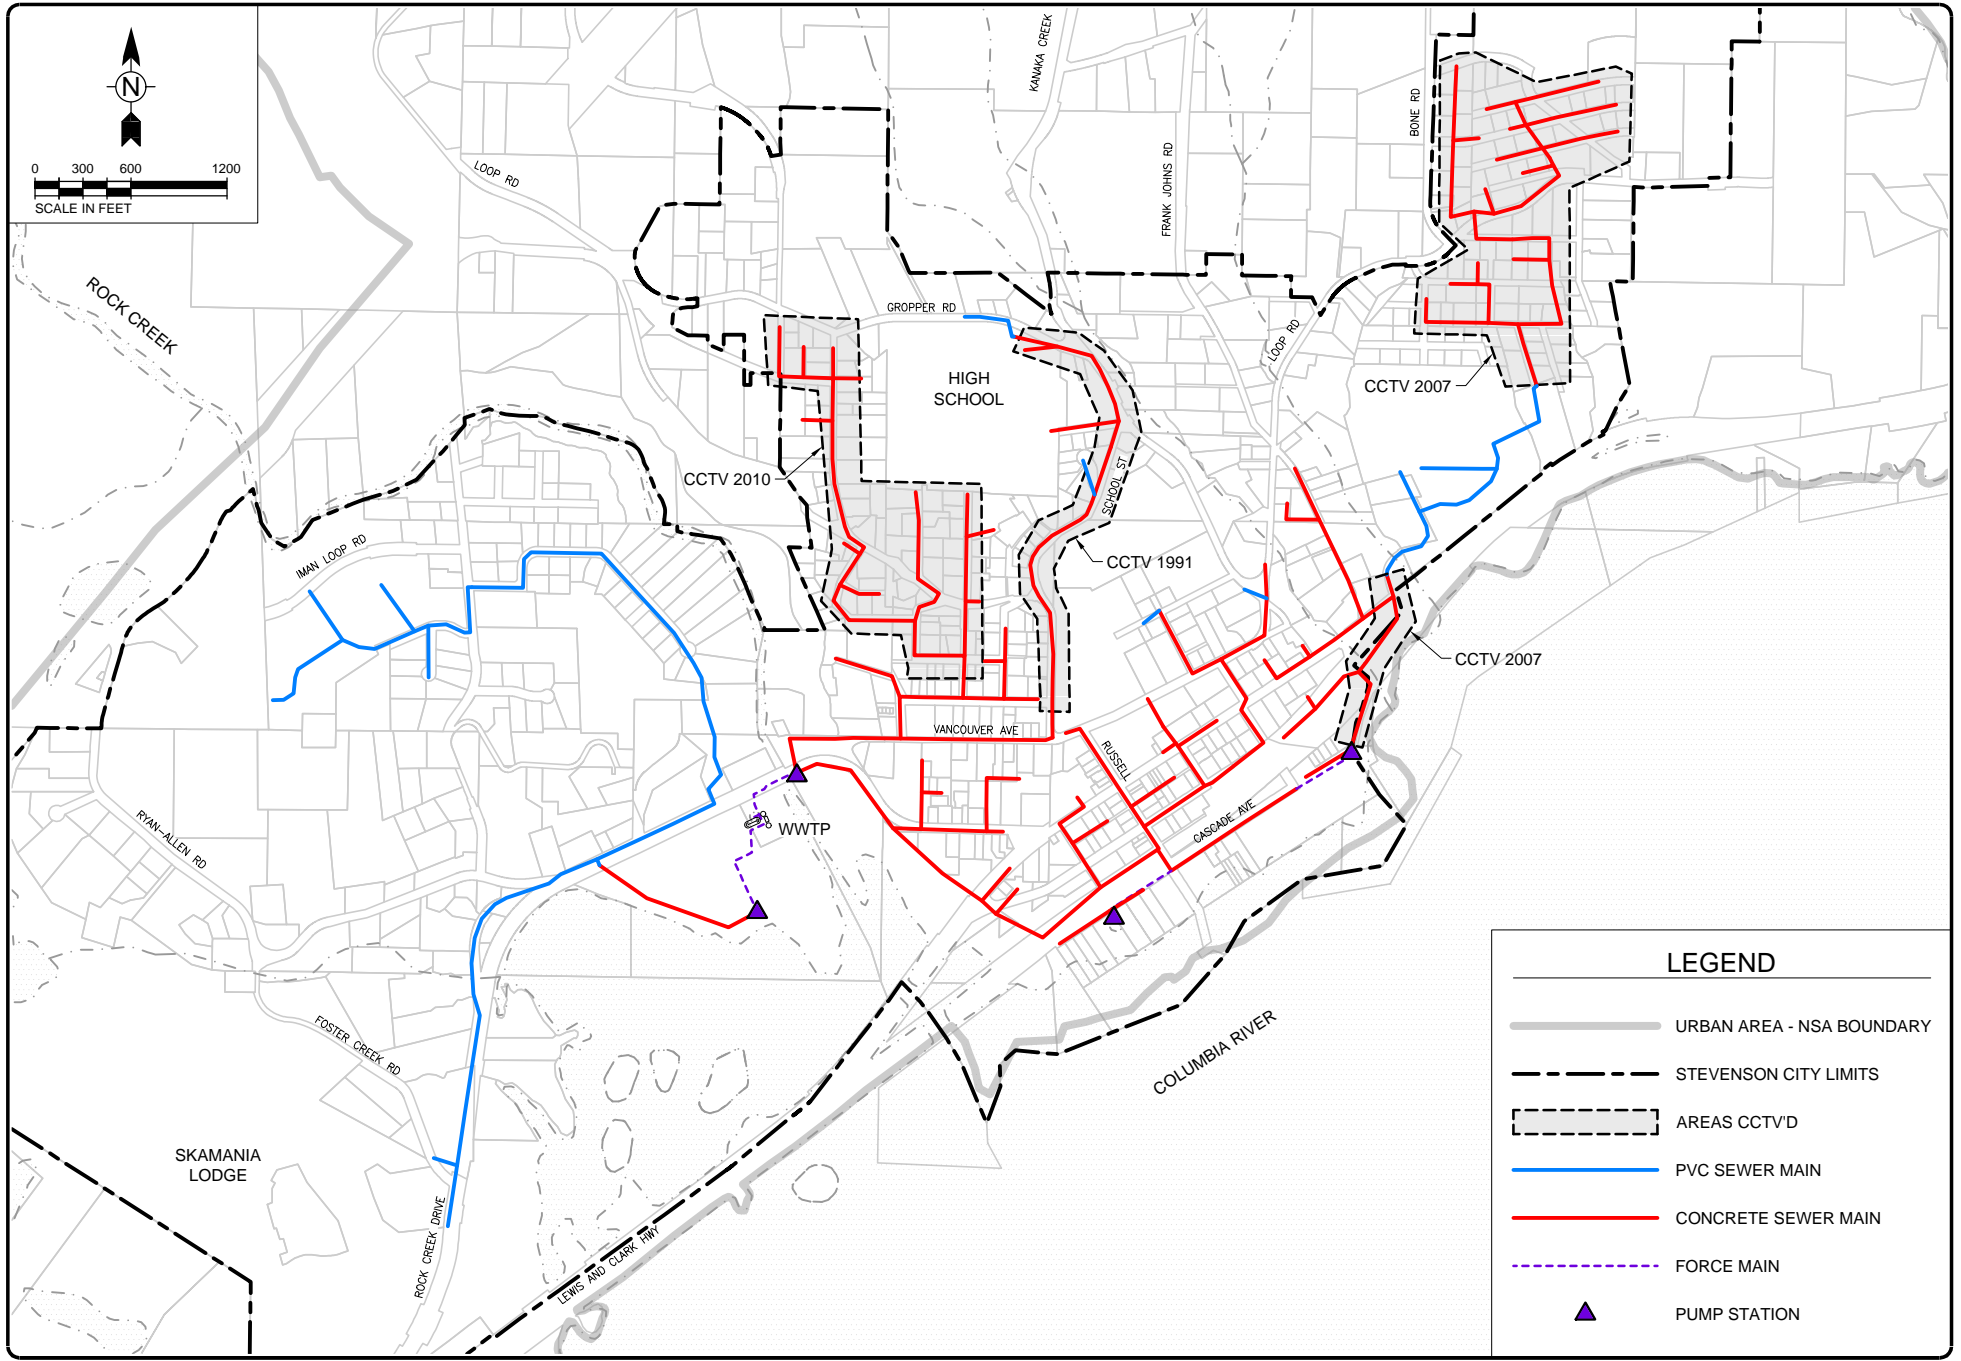 N
0 300 600 1200
SCALE IN FEET
KANAKA CREEK
BONE RD
FRANK JOHNS RD
LOOP RD
ROCK CREEK
GROPPER RD
LOOP RD
HIGH
SCHOOL
CCTV 2007
CCTV 2010
SCHOOL ST
IMAN LOOP RD
CCTV 1991
CCTV 2007
VANCOUVER AVE
RUSSELL
CASCADE AVE
WWTP
RYAN-ALLEN RD
FOSTER CREEK RD
COLUMBIA RIVER
SKAMANIA
LODGE
ROCK CREEK DRIVE
LEWIS AND CLARK HWY
LEGEND
URBAN AREA - NSA BOUNDARY
STEVENSON CITY LIMITS
AREAS CCTV'D
PVC SEWER MAIN
CONCRETE SEWER MAIN
FORCE MAIN
PUMP STATION